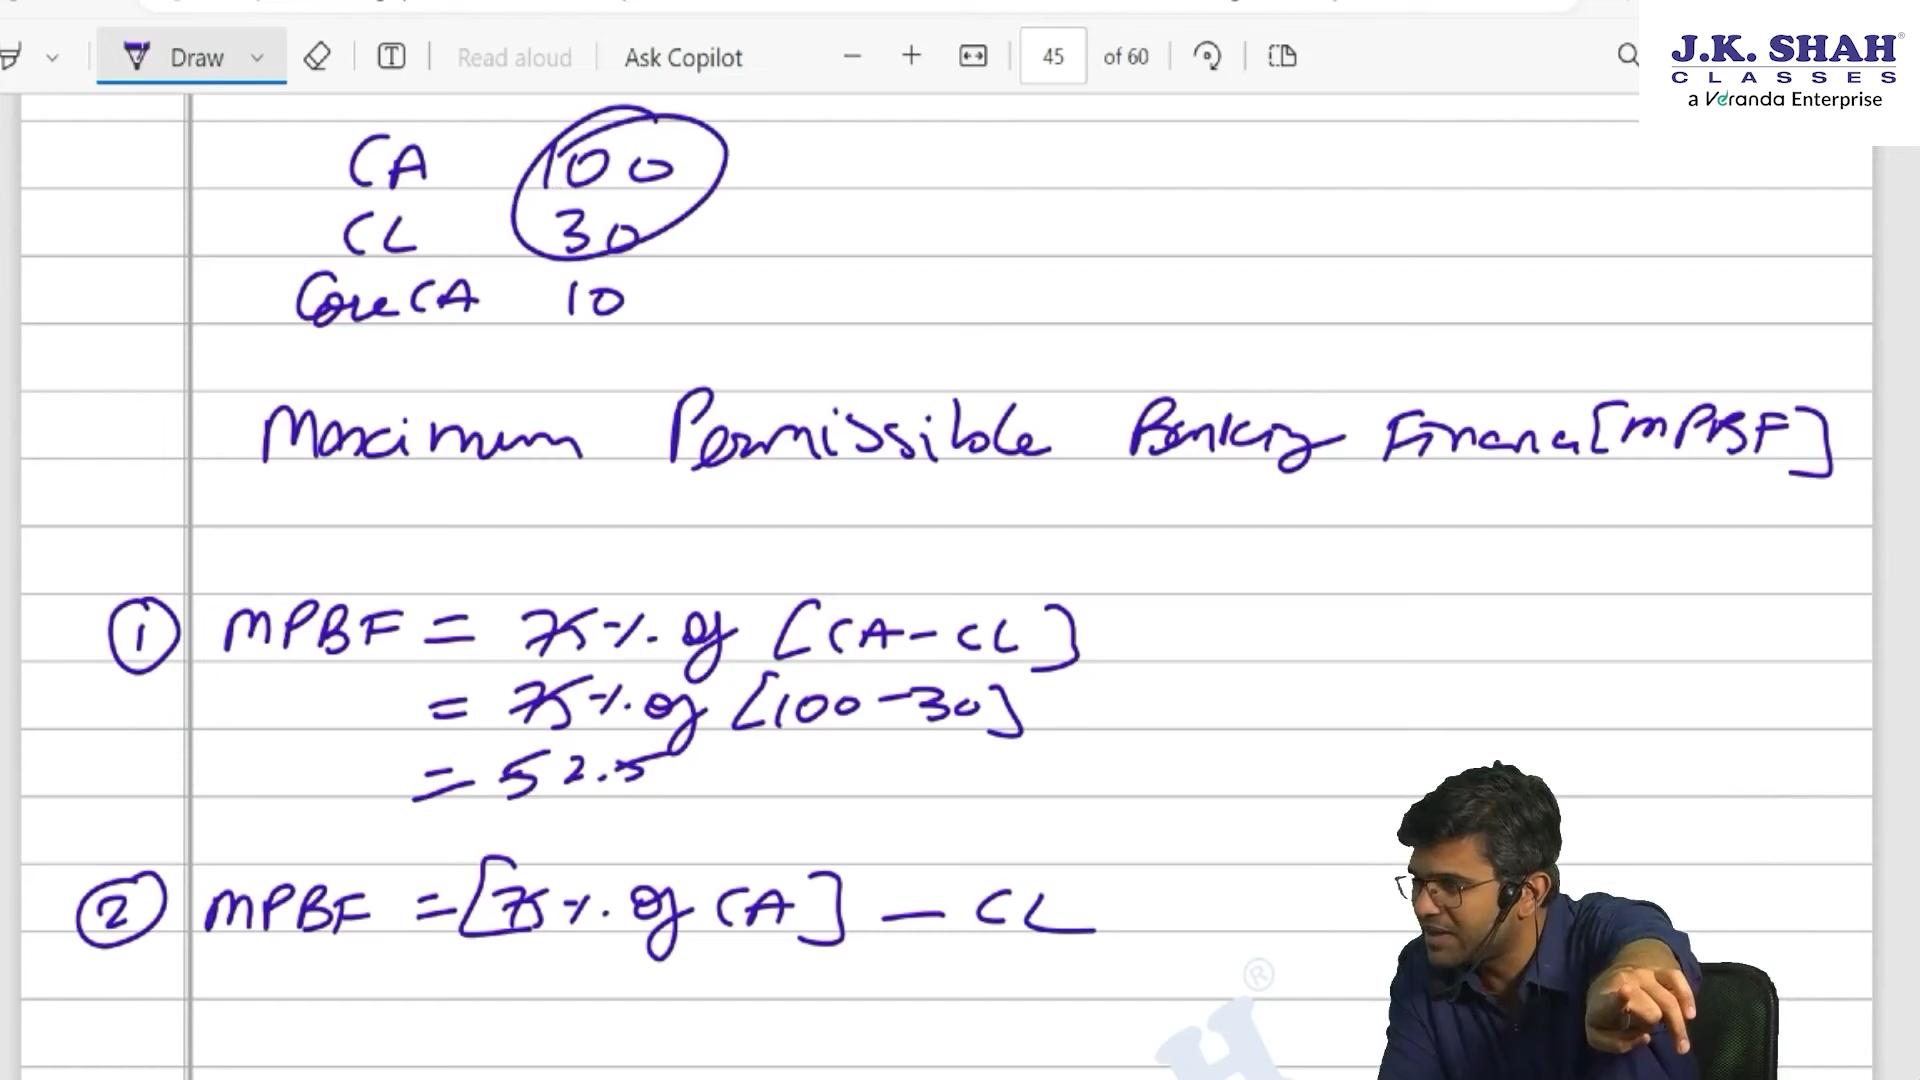 Draw
Read aloud
Ask Copilot
45 of 60
J.K. SHAH®
CLASSES
a Veranda Enterprise
CA 100
CL 30
Core CA 10
Maximum Permissible Banking Finance [MPBF]
① MPBF = 75% of [CA - CL]
= 75% of [100 - 30]
= 52.5
② MPBF = [75% of CA] - CL
®
H